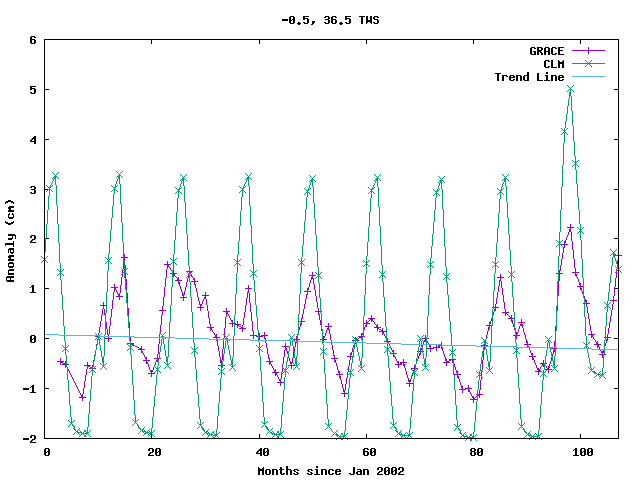 -0.5, 36.5 TWS
GRACE
CLM
Trend Line
Anomaly (cm)
6
5
4
3
2
1
0
-1
-2
0 20 40 60 80 100
Months since Jan 2002